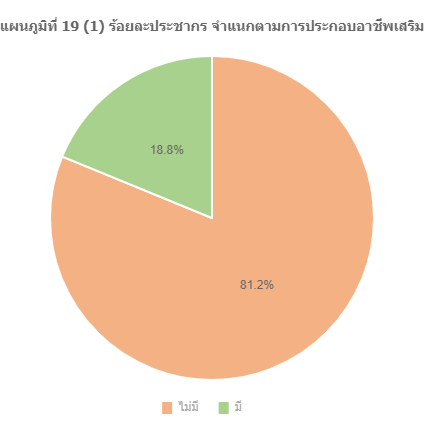 แผนภูมิที่ 19 (1) ร้อยละประชากร จำแนกตามการประกอบอาชีพเสริม
18.8%
81.2%
ไม่มี มี